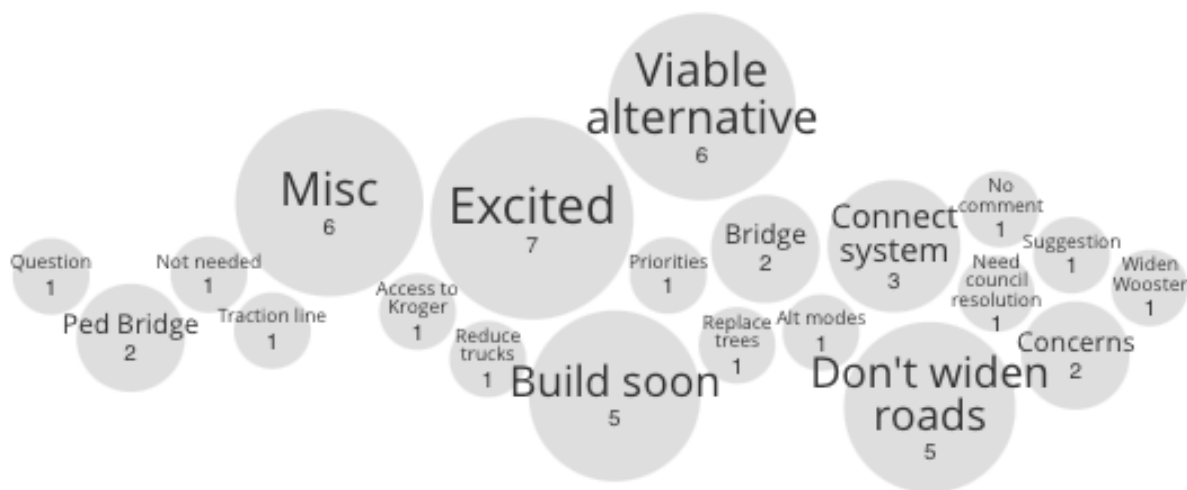 Viable
alternative
6
Misc
6
Excited
7
No
comment
1
Connect
system
3
Bridge
2
Suggestion
1
Question
1
Not needed
1
Priorities
1
Need
council
resolution
1
Widen
Wooster
1
Access to
Kroger
1
Ped Bridge
2
Traction line
1
Reduce
trucks
1
Replace
trees
1
Alt modes
1
Concerns
2
Build soon
5
Don't widen
roads
5